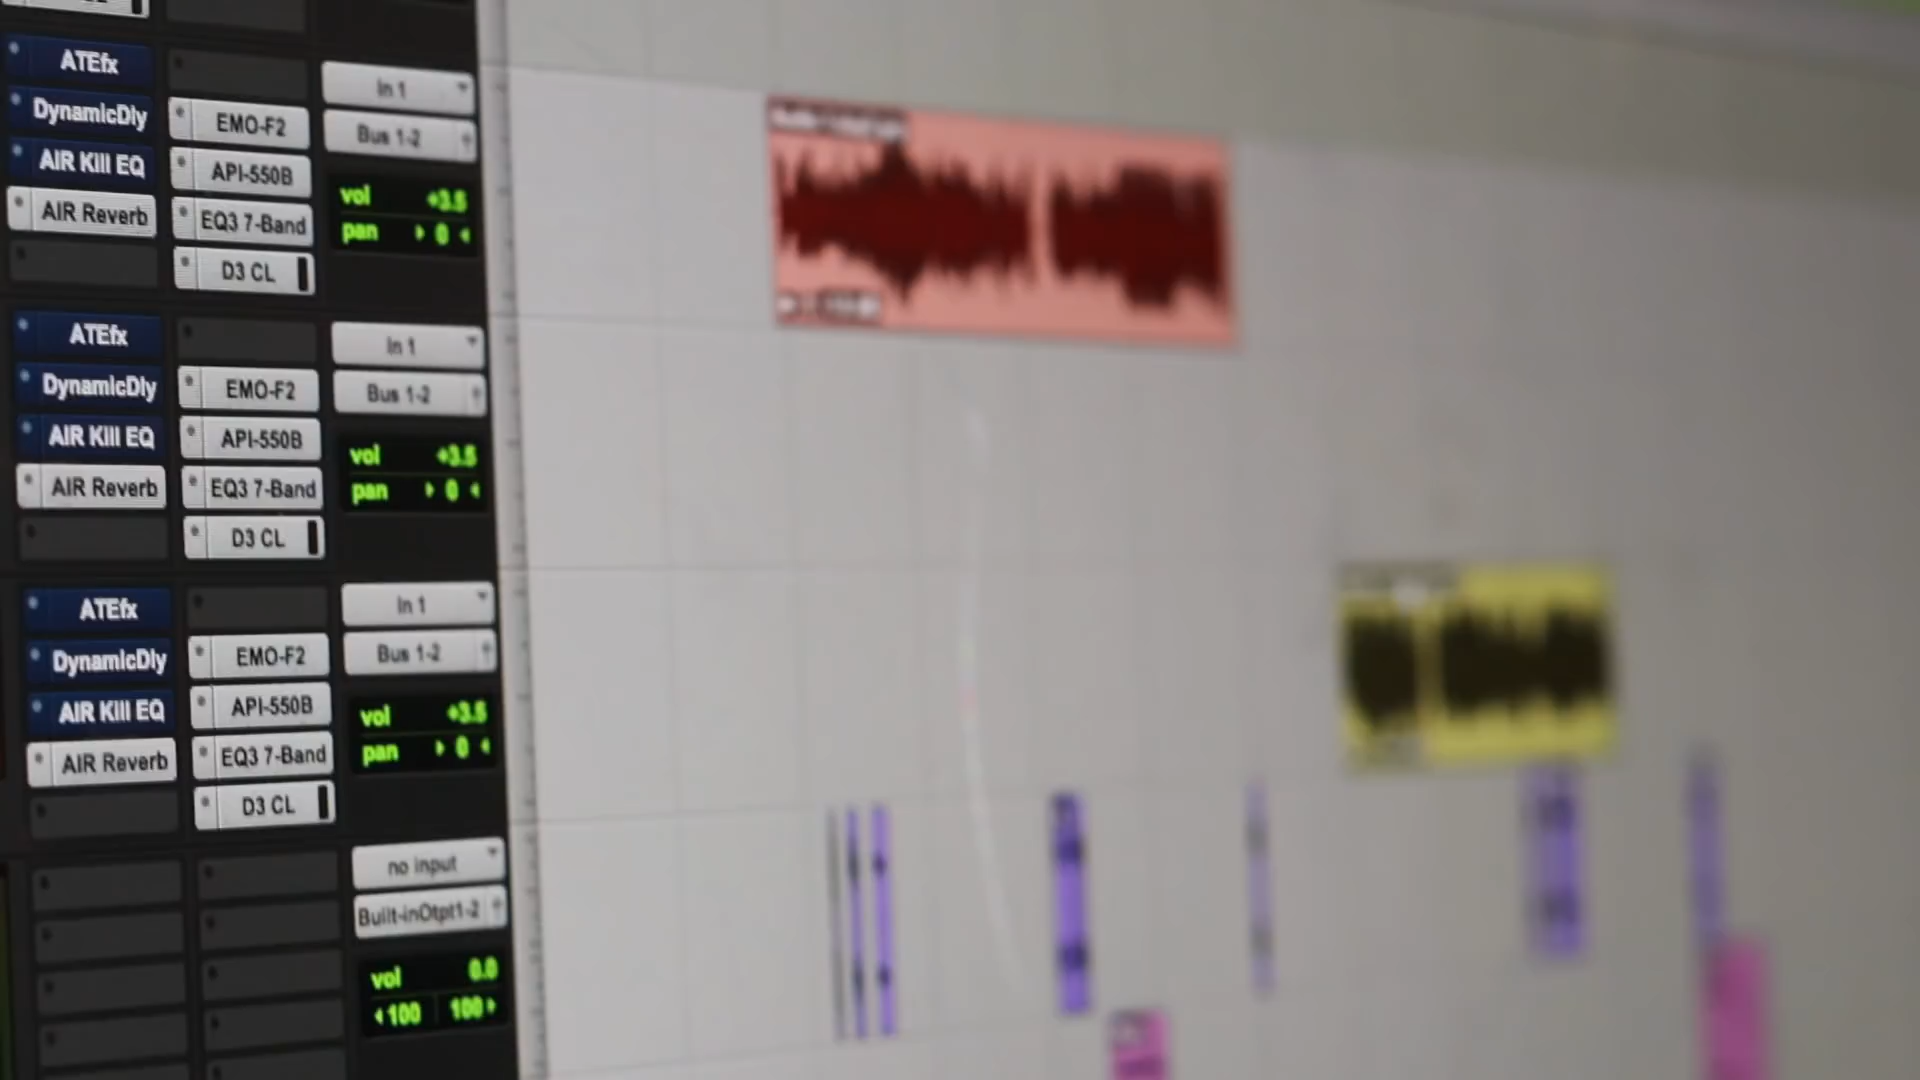 ATEfx
DynamicDly
AIR Kill EQ
AIR Reverb
EMO-F2
API-550B
EQ3 7-Band
D3 CL
In 1
Bus 1-2
vol +3.5
pan 0
ATEfx
DynamicDly
AIR Kill EQ
AIR Reverb
EMO-F2
API-550B
EQ3 7-Band
D3 CL
In 1
Bus 1-2
vol +3.5
pan 0
ATEfx
DynamicDly
AIR Kill EQ
AIR Reverb
EMO-F2
API-550B
EQ3 7-Band
D3 CL
In 1
Bus 1-2
vol +3.5
pan 0
no input
Built-inOtpt1-2
vol 0.0
100 100